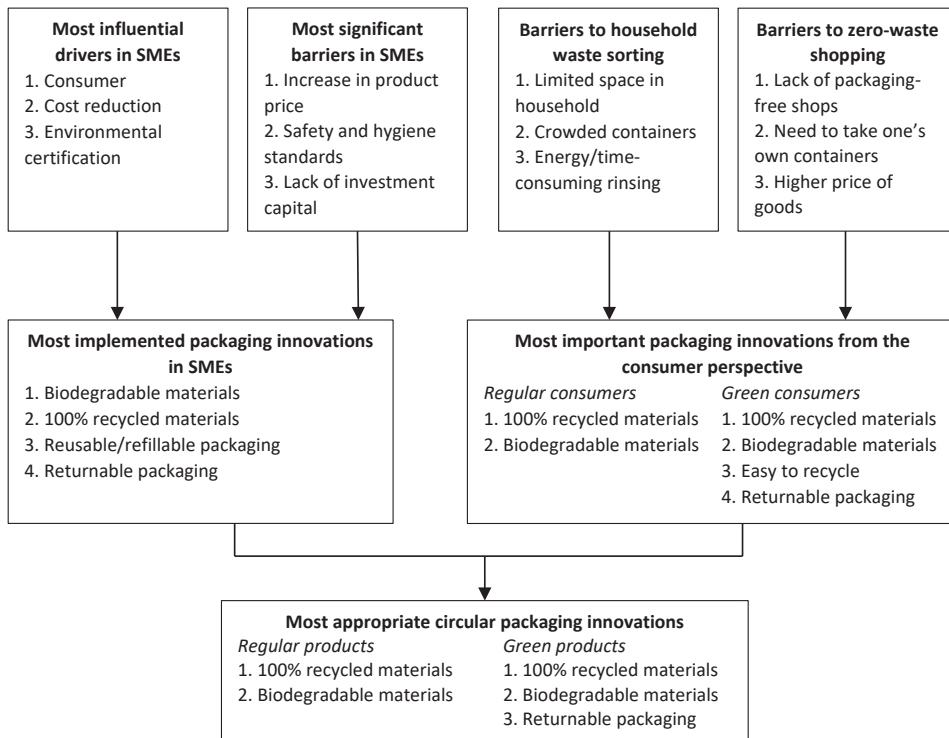 Most influential
drivers in SMEs
1. Consumer
2. Cost reduction
3. Environmental
certification
Most significant
barriers in SMEs
1. Increase in product
price
2. Safety and hygiene
standards
3. Lack of investment
capital
Barriers to household
waste sorting
1. Limited space in
household
2. Crowded containers
3. Energy/time-
consuming rinsing
Barriers to zero-waste
shopping
1. Lack of packaging-
free shops
2. Need to take one's
own containers
3. Higher price of
goods
Most implemented packaging innovations
in SMEs
1. Biodegradable materials
2. 100% recycled materials
3. Reusable/refillable packaging
4. Returnable packaging
Most important packaging innovations from the
consumer perspective
Regular consumers
1. 100% recycled materials
2. Biodegradable materials
Green consumers
1. 100% recycled materials
2. Biodegradable materials
3. Easy to recycle
4. Returnable packaging
Most appropriate circular packaging innovations
Regular products
1. 100% recycled materials
2. Biodegradable materials
Green products
1. 100% recycled materials
2. Biodegradable materials
3. Returnable packaging